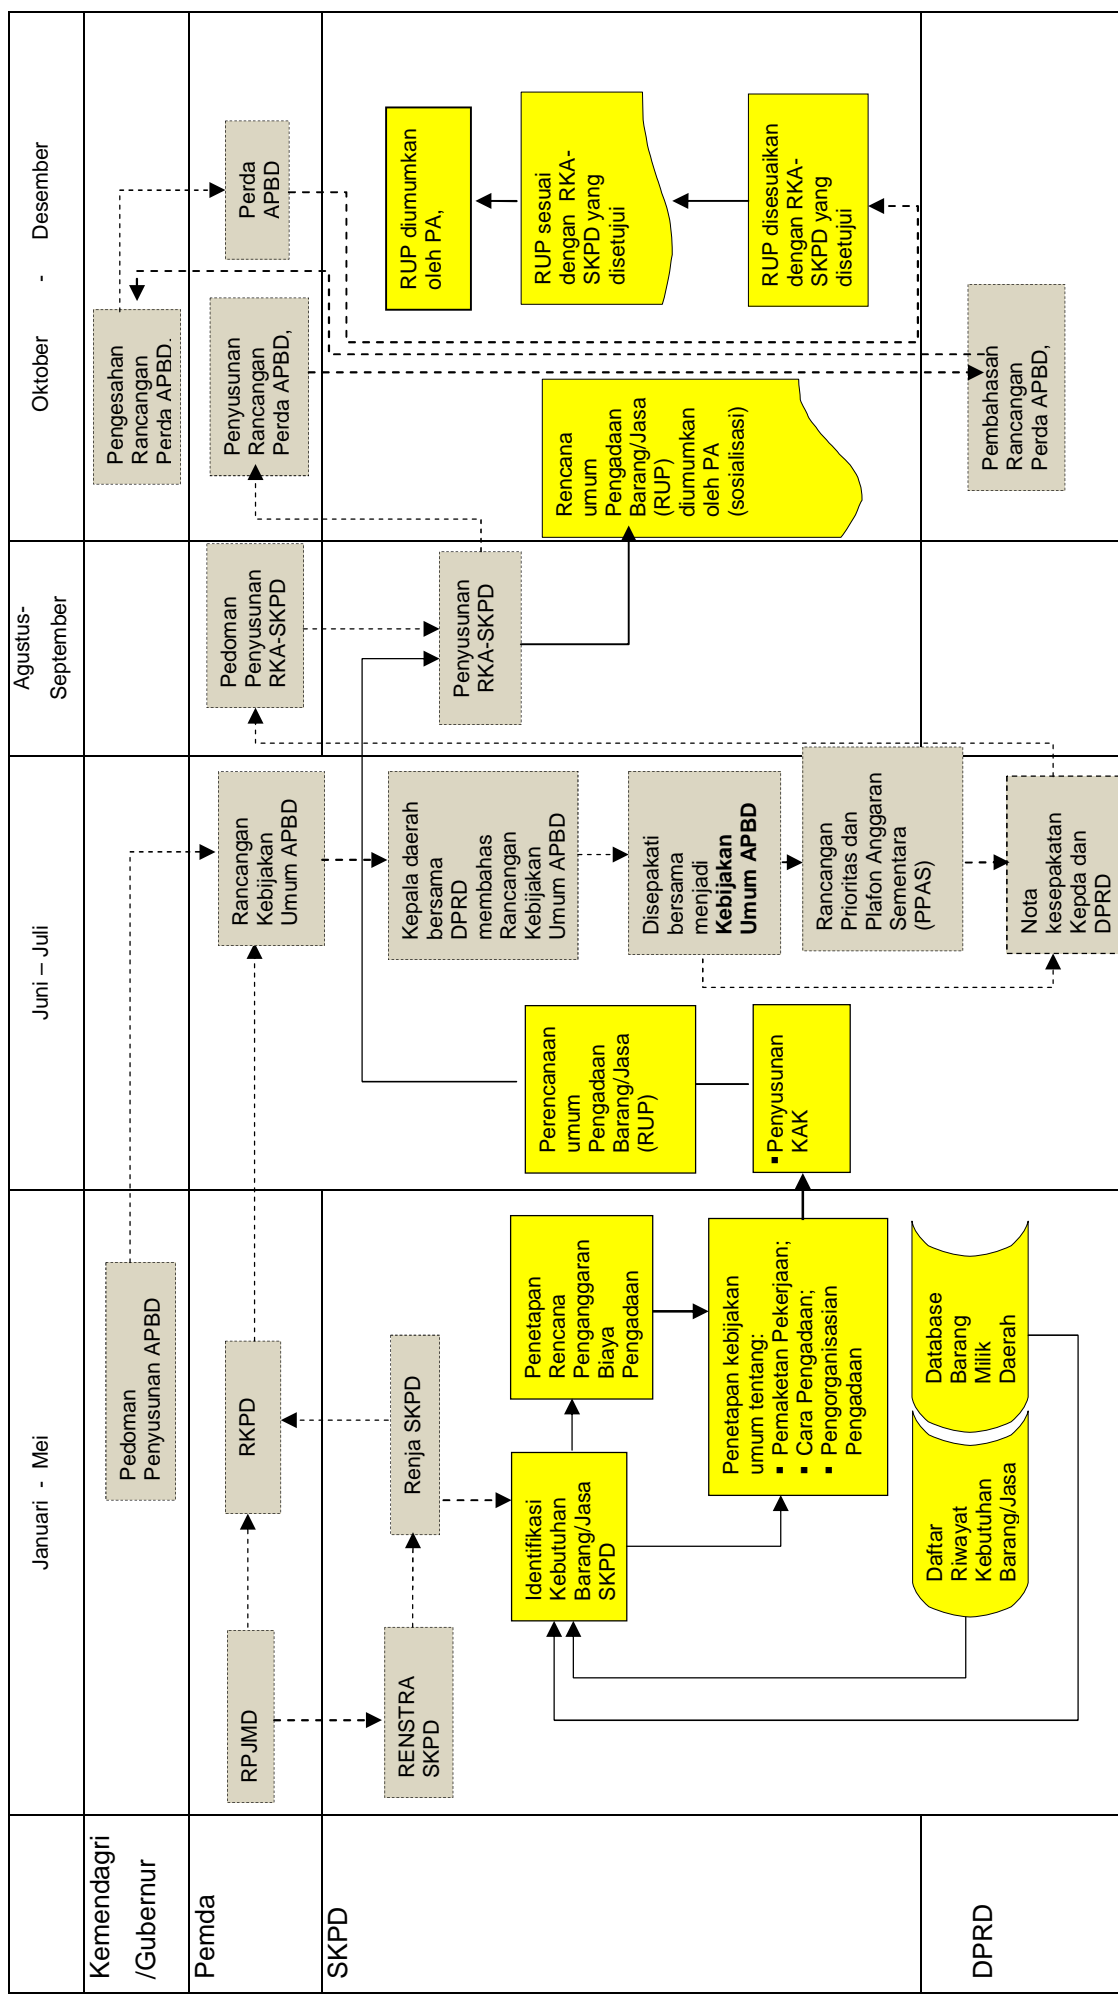 Januari - Mei
Juni – Juli
Agustus-
September
Oktober - Desember
Kemendagri
/Gubernur
Pedoman
Penyusunan APBD
Pengesahan
Rancangan
Perda APBD.
Pemda
RPJMD
RKPD
Rancangan
Kebijakan
Umum APBD
Pedoman
Penyusunan
RKA-SKPD
Penyusunan
Rancangan
Perda APBD,
Perda
APBD
SKPD
RENSTRA
SKPD
Renja SKPD
Identifikasi
Kebutuhan
Barang/Jasa
SKPD
Penetapan
Rencana
Penganggaran
Biaya
Pengadaan
Penetapan kebijakan
umum tentang:
▪ Pemaketan Pekerjaan;
▪ Cara Pengadaan;
▪ Pengorganisasian
Pengadaan
Daftar
Riwayat
Kebutuhan
Barang/Jasa
Database
Barang
Milik
Daerah
Kepala daerah
bersama
DPRD
membahas
Rancangan
Kebijakan
Umum APBD
Disepakati
bersama
menjadi
Kebijakan
Umum APBD
Rancangan
Prioritas dan
Plafon Anggaran
Sementara
(PPAS)
Perencanaan
umum
Pengadaan
Barang/Jasa
(RUP)
▪ Penyusunan
KAK
Penyusunan
RKA-SKPD
Rencana
umum
Pengadaan
Barang/Jasa
(RUP)
diumumkan
oleh PA
(sosialisasi)
RUP diumumkan
oleh PA,
RUP sesuai
dengan RKA-
SKPD yang
disetujui
RUP disesuaikan
dengan RKA-
SKPD yang
disetujui
DPRD
Nota
kesepakatan
Kepda dan
DPRD
Pembahasan
Rancangan
Perda APBD,